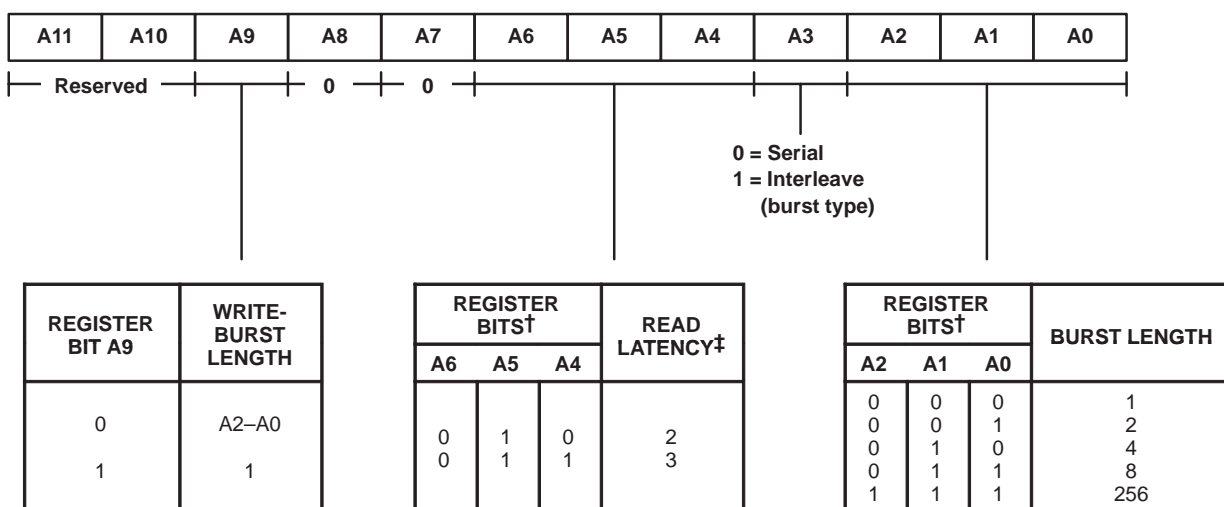 A11 A10 A9 A8 A7 A6 A5 A4 A3 A2 A1 A0
Reserved 0 0
0 = Serial
1 = Interleave
(burst type)
REGISTER
BIT A9
WRITE-
BURST
LENGTH
0 A2–A0
1 1
REGISTER
BITS†
READ
LATENCY‡
A6 A5 A4
0 1 0 2
0 1 1 3
REGISTER
BITS†
BURST LENGTH
A2 A1 A0
0 0 0 1
0 0 1 2
0 1 0 4
0 1 1 8
1 1 1 256